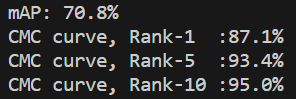 mAP: 70.8%
CMC curve, Rank-1  :87.1%
CMC curve, Rank-5  :93.4%
CMC curve, Rank-10 :95.0%